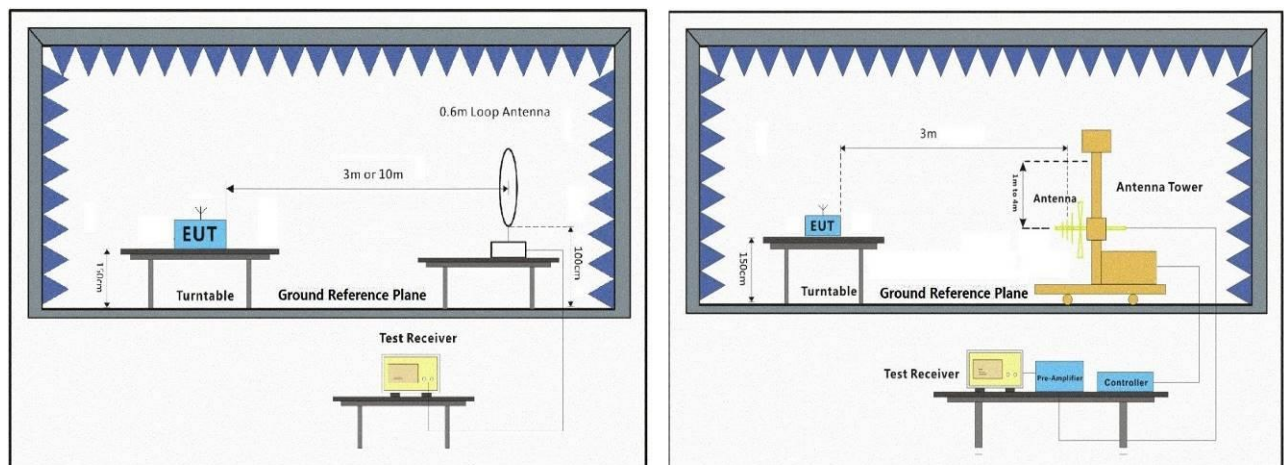 0.6m Loop Antenna
3m or 10m
EUT
150cm
100cm
Turntable
Ground Reference Plane
Test Receiver
3m
1m to 4m
Antenna
Antenna Tower
EUT
150cm
Turntable
Ground Reference Plane
Test Receiver
Pre-Amplifier
Controller